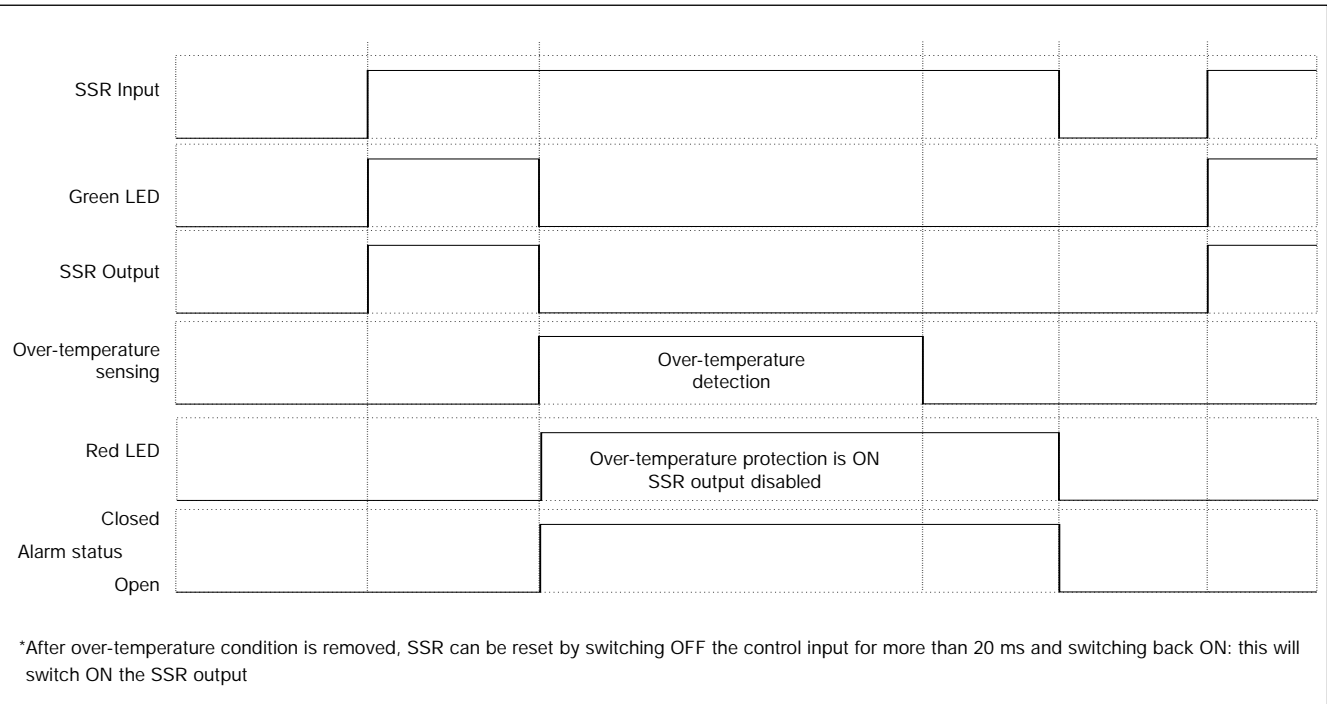 SSR Input
Green LED
SSR Output
Over-temperature
sensing
Over-temperature
detection
Red LED
Over-temperature protection is ON
SSR output disabled
Closed
Alarm status
Open
*After over-temperature condition is removed, SSR can be reset by switching OFF the control input for more than 20 ms and switching back ON: this will
switch ON the SSR output